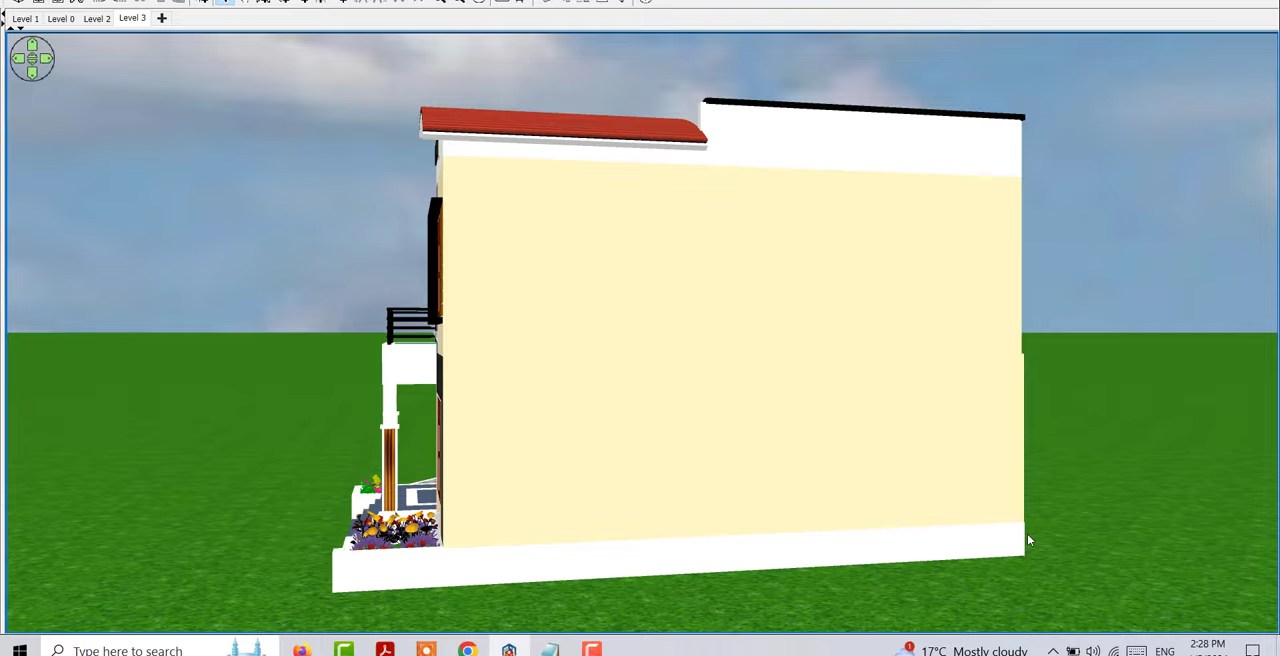 Level 1 Level 0 Level 2 Level 3
Type here to search
17°C Mostly cloudy
ENG
2:28 PM